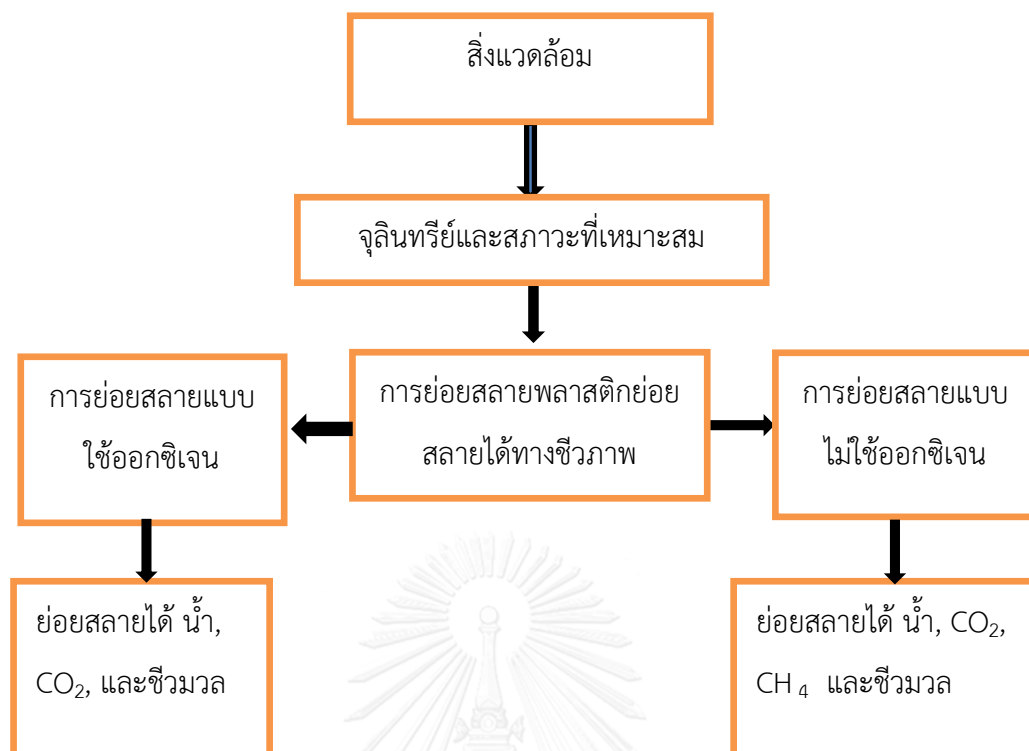 สิ่งแวดล้อม
จุลินทรีย์และสภาวะที่เหมาะสม
การย่อยสลายแบบ
ใช้ออกซิเจน
การย่อยสลายพลาสติกย่อย
สลายได้ทางชีวภาพ
การย่อยสลายแบบ
ไม่ใช้ออกซิเจน
ย่อยสลายได้ น้ำ,
CO₂, และชีวมวล
ย่อยสลายได้ น้ำ, CO₂,
CH ₄ และชีวมวล